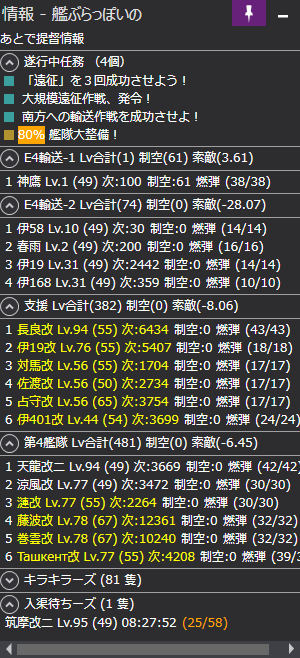 情報 - 艦ぶらっぽいの
あとで提督情報
遂行中任務 （4個）
「遠征」を３回成功させよう！
大規模遠征作戦、発令！
南方への輸送作戦を成功させよ！
80% 艦隊大整備！
E4輸送-1 Lv合計(1) 制空(61) 索敵(3.61)
1 神鷹 Lv.1 (49) 次:100 制空:61 燃弾 (38/38)
E4輸送-2 Lv合計(74) 制空(0) 索敵(-28.07)
1 伊58 Lv.10 (49) 次:30 制空:0 燃弾 (14/14)
2 春雨 Lv.2 (49) 次:200 制空:0 燃弾 (16/16)
3 伊19 Lv.31 (49) 次:2442 制空:0 燃弾 (14/14)
4 伊168 Lv.31 (49) 次:359 制空:0 燃弾 (10/10)
支援 Lv合計(382) 制空(0) 索敵(-8.06)
1 長良改 Lv.94 (55) 次:6434 制空:0 燃弾 (43/43)
2 伊19改 Lv.76 (55) 次:5407 制空:0 燃弾 (18/18)
3 対馬改 Lv.56 (55) 次:1704 制空:0 燃弾 (17/17)
4 佐渡改 Lv.56 (50) 次:2734 制空:0 燃弾 (17/17)
5 占守改 Lv.56 (65) 次:3754 制空:0 燃弾 (17/17)
6 伊401改 Lv.44 (54) 次:3699 制空:0 燃弾 (24/24)
第4艦隊 Lv合計(481) 制空(0) 索敵(-6.45)
1 天龍改二 Lv.94 (49) 次:3669 制空:0 燃弾 (42/42)
2 涼風改 Lv.77 (49) 次:3472 制空:0 燃弾 (30/30)
3 漣改 Lv.77 (55) 次:2264 制空:0 燃弾 (30/30)
4 藤波改 Lv.78 (67) 次:12361 制空:0 燃弾 (32/32)
5 巻雲改 Lv.78 (67) 次:10240 制空:0 燃弾 (32/32)
6 Ташкент改 Lv.77 (55) 次:4208 制空:0 燃弾 (39/3
キラキラーズ (81 隻)
入渠待ちーズ (1 隻)
筑摩改二 Lv.95 (49) 08:27:52 (25/58)